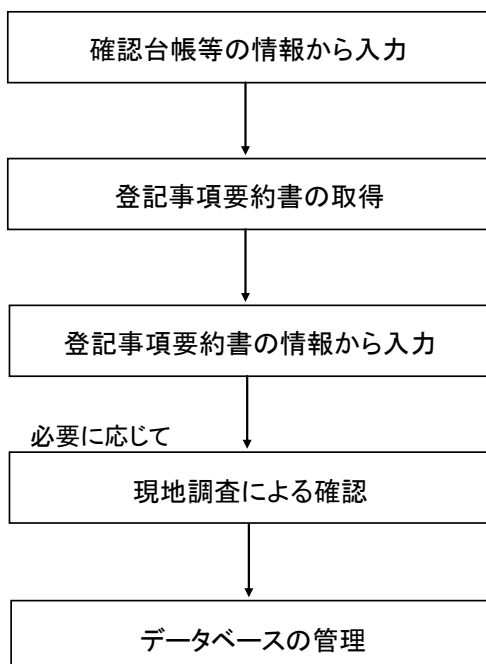 確認台帳等の情報から入力
登記事項要約書の取得
登記事項要約書の情報から入力
必要に応じて
現地調査による確認
データベースの管理